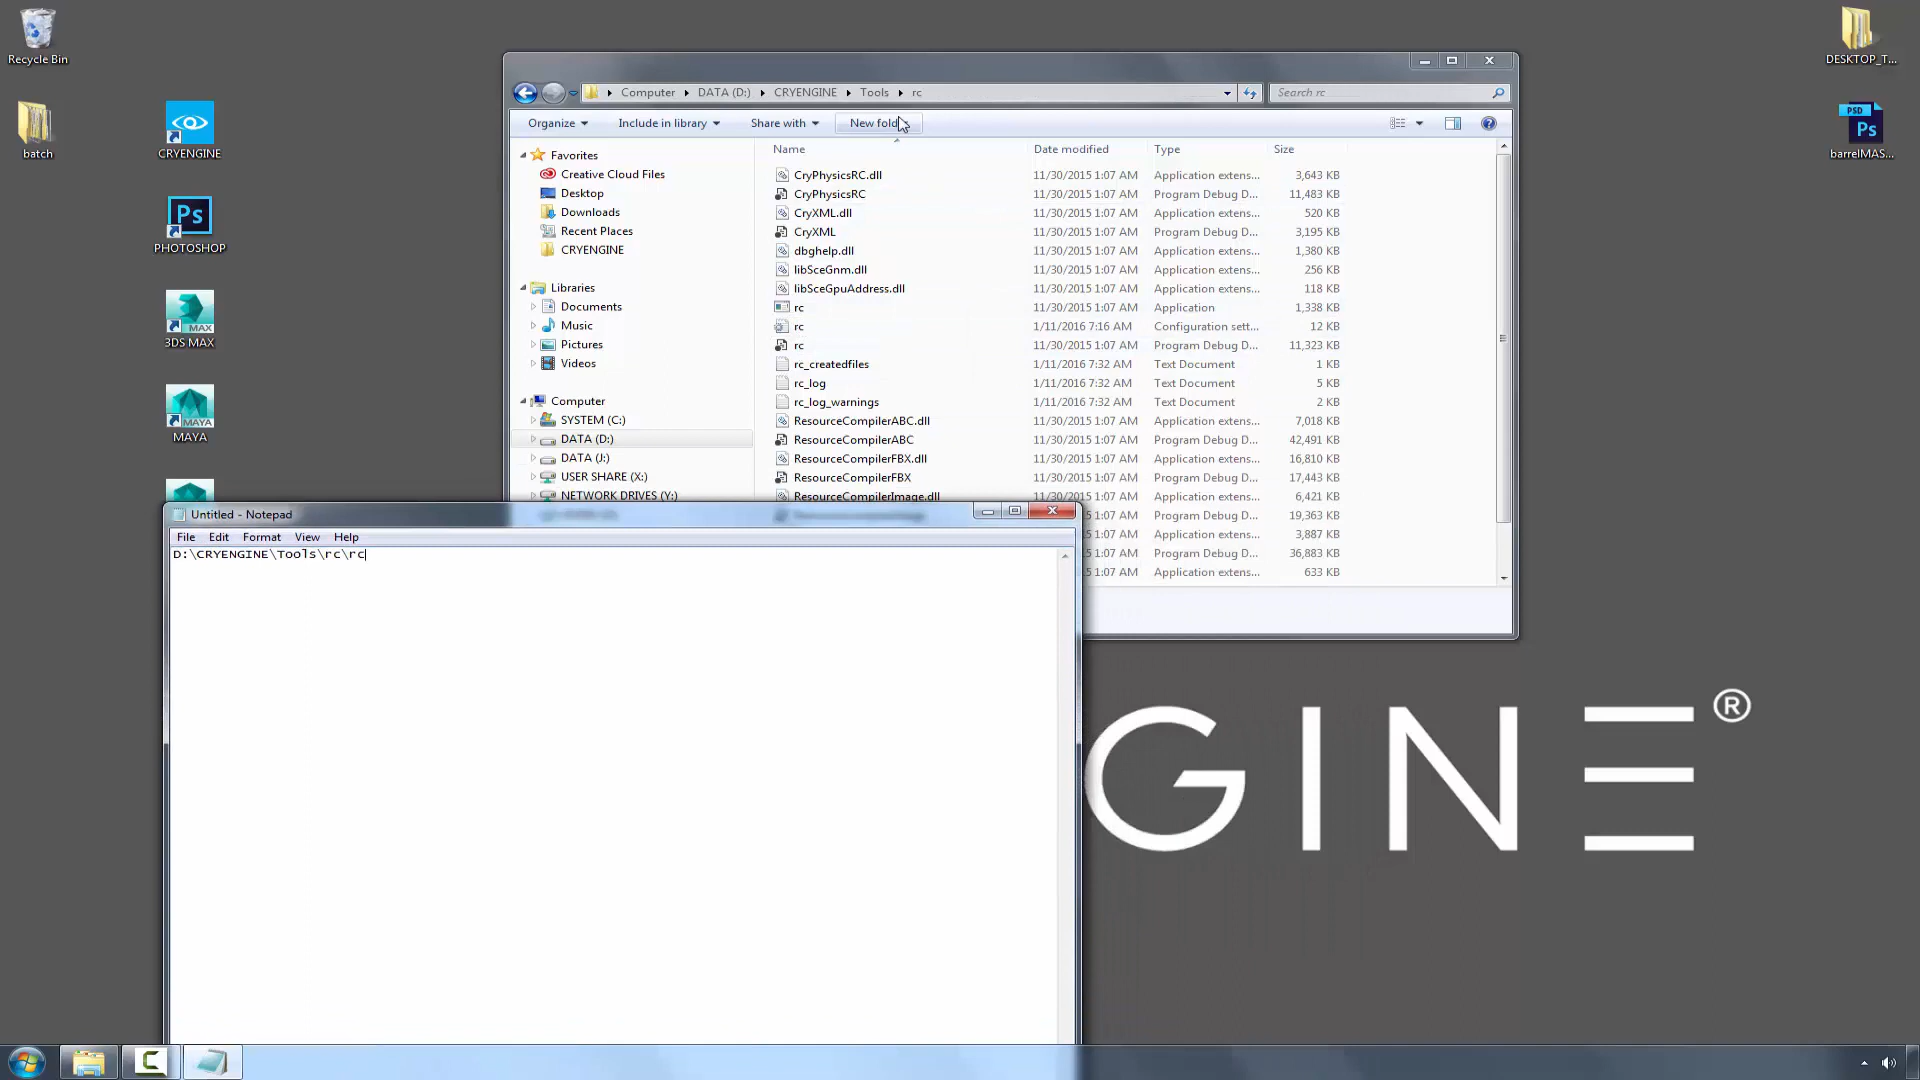 Recycle Bin
batch
CRYENGINE
PHOTOSHOP
3DS MAX
MAYA
DESKTOP_T...
PSD
Ps
barrelMAS...
Computer DATA (D:) CRYENGINE Tools rc
Search rc
Organize Include in library Share with New fold
Name Date modified Type Size
Favorites
Creative Cloud Files
Desktop
Downloads
Recent Places
CRYENGINE
Libraries
Documents
Music
Pictures
Videos
Computer
SYSTEM (C:)
DATA (D:)
DATA (J:)
USER SHARE (X:)
NETWORK DRIVES (Y:)
CryPhysicsRC.dll 11/30/2015 1:07 AM Application extens... 3,643 KB
CryPhysicsRC 11/30/2015 1:07 AM Program Debug D... 11,483 KB
CryXML.dll 11/30/2015 1:07 AM Application extens... 520 KB
CryXML 11/30/2015 1:07 AM Program Debug D... 3,195 KB
dbghelp.dll 11/30/2015 1:07 AM Application extens... 1,380 KB
libSceGnm.dll 11/30/2015 1:07 AM Application extens... 256 KB
libSceGpuAddress.dll 11/30/2015 1:07 AM Application extens... 118 KB
rc 11/30/2015 1:07 AM Application 1,338 KB
rc 1/11/2016 7:16 AM Configuration sett... 12 KB
rc 11/30/2015 1:07 AM Program Debug D... 11,323 KB
rc_createdfiles 1/11/2016 7:32 AM Text Document 1 KB
rc_log 1/11/2016 7:32 AM Text Document 5 KB
rc_log_warnings 1/11/2016 7:32 AM Text Document 2 KB
ResourceCompilerABC.dll 11/30/2015 1:07 AM Application extens... 7,018 KB
ResourceCompilerABC 11/30/2015 1:07 AM Program Debug D... 42,491 KB
ResourceCompilerFBX.dll 11/30/2015 1:07 AM Application extens... 16,810 KB
ResourceCompilerFBX 11/30/2015 1:07 AM Program Debug D... 17,443 KB
ResourceCompilerImage.dll 11/30/2015 1:07 AM Application extens... 6,421 KB
5 1:07 AM Program Debug D... 19,363 KB
5 1:07 AM Application extens... 3,887 KB
5 1:07 AM Program Debug D... 36,883 KB
5 1:07 AM Application extens... 633 KB
Untitled - Notepad
File Edit Format View Help
D:\CRYENGINE\Tools\rc\rc
GINE®